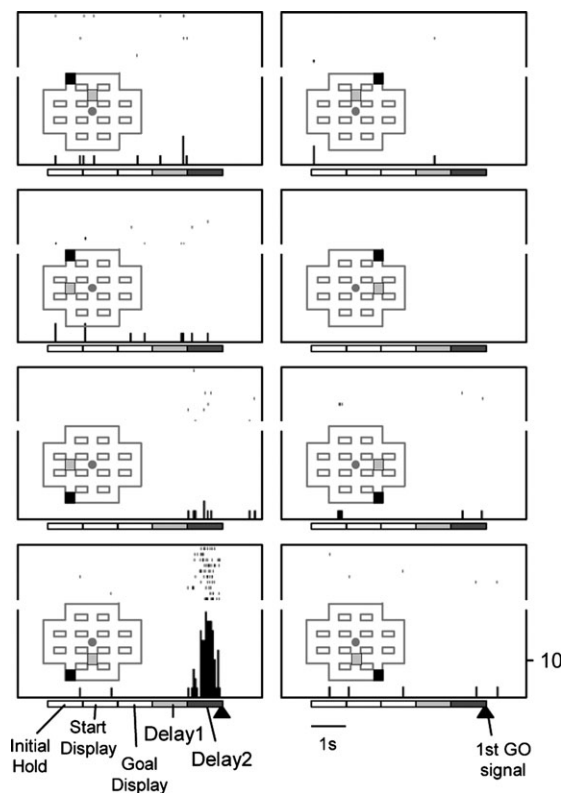 10
Initial
Hold
Start
Display
Goal
Display
Delay1
Delay2
1s
1st GO
signal